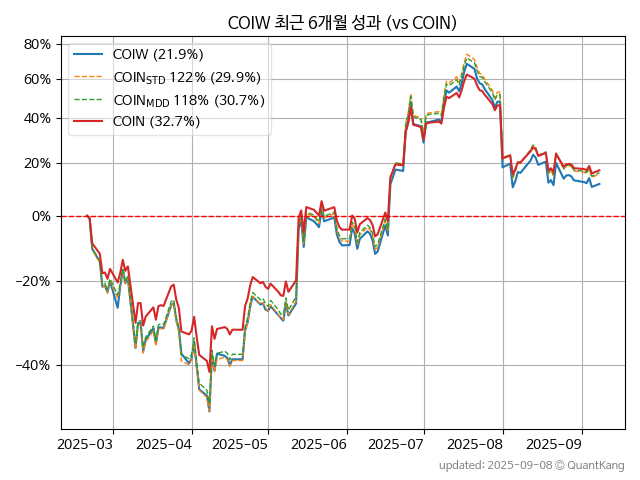 COIW 최근 6개월 성과 (vs COIN)
80%
60%
40%
20%
0%
−20%
−40%
COIW (21.9%)
COINSTD 122% (29.9%)
COINMDD 118% (30.7%)
COIN (32.7%)
2025-03 2025-04 2025-05 2025-06 2025-07 2025-08 2025-09
updated: 2025-09-08 © QuantKang